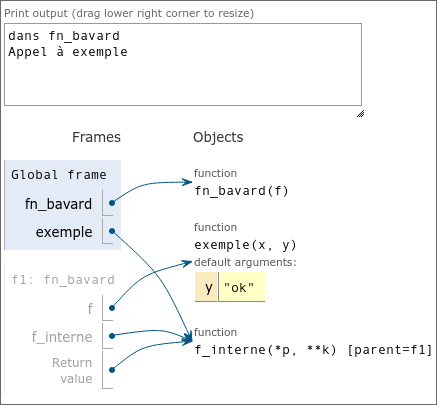 Print output (drag lower right corner to resize)
dans fn_bavard
Appel à exemple
Frames
Objects
Global frame
fn_bavard
exemple
f1: fn_bavard
f
f_interne
Return
value
function
fn_bavard(f)
function
exemple(x, y)
default arguments:
y "ok"
function
f_interne(*p, **k) [parent=f1]